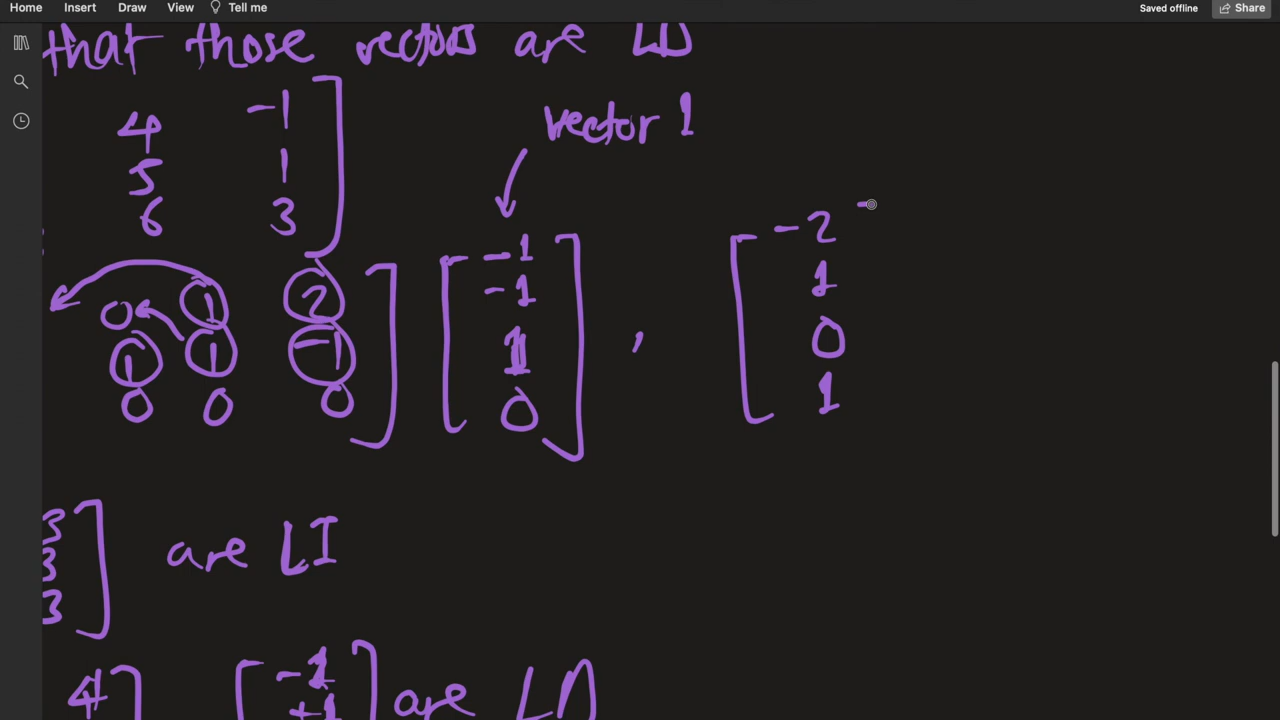 Home Insert Draw View Tell me
Saved offline Share
that those vectors are LD
4 -1
5 1
6 3
vector 1
0 1 2
1 1 -1
0 0 0
-1
-1
1
0
,
-2
1
0
1
3
3
3
are LI
4
-1
+1
are LD